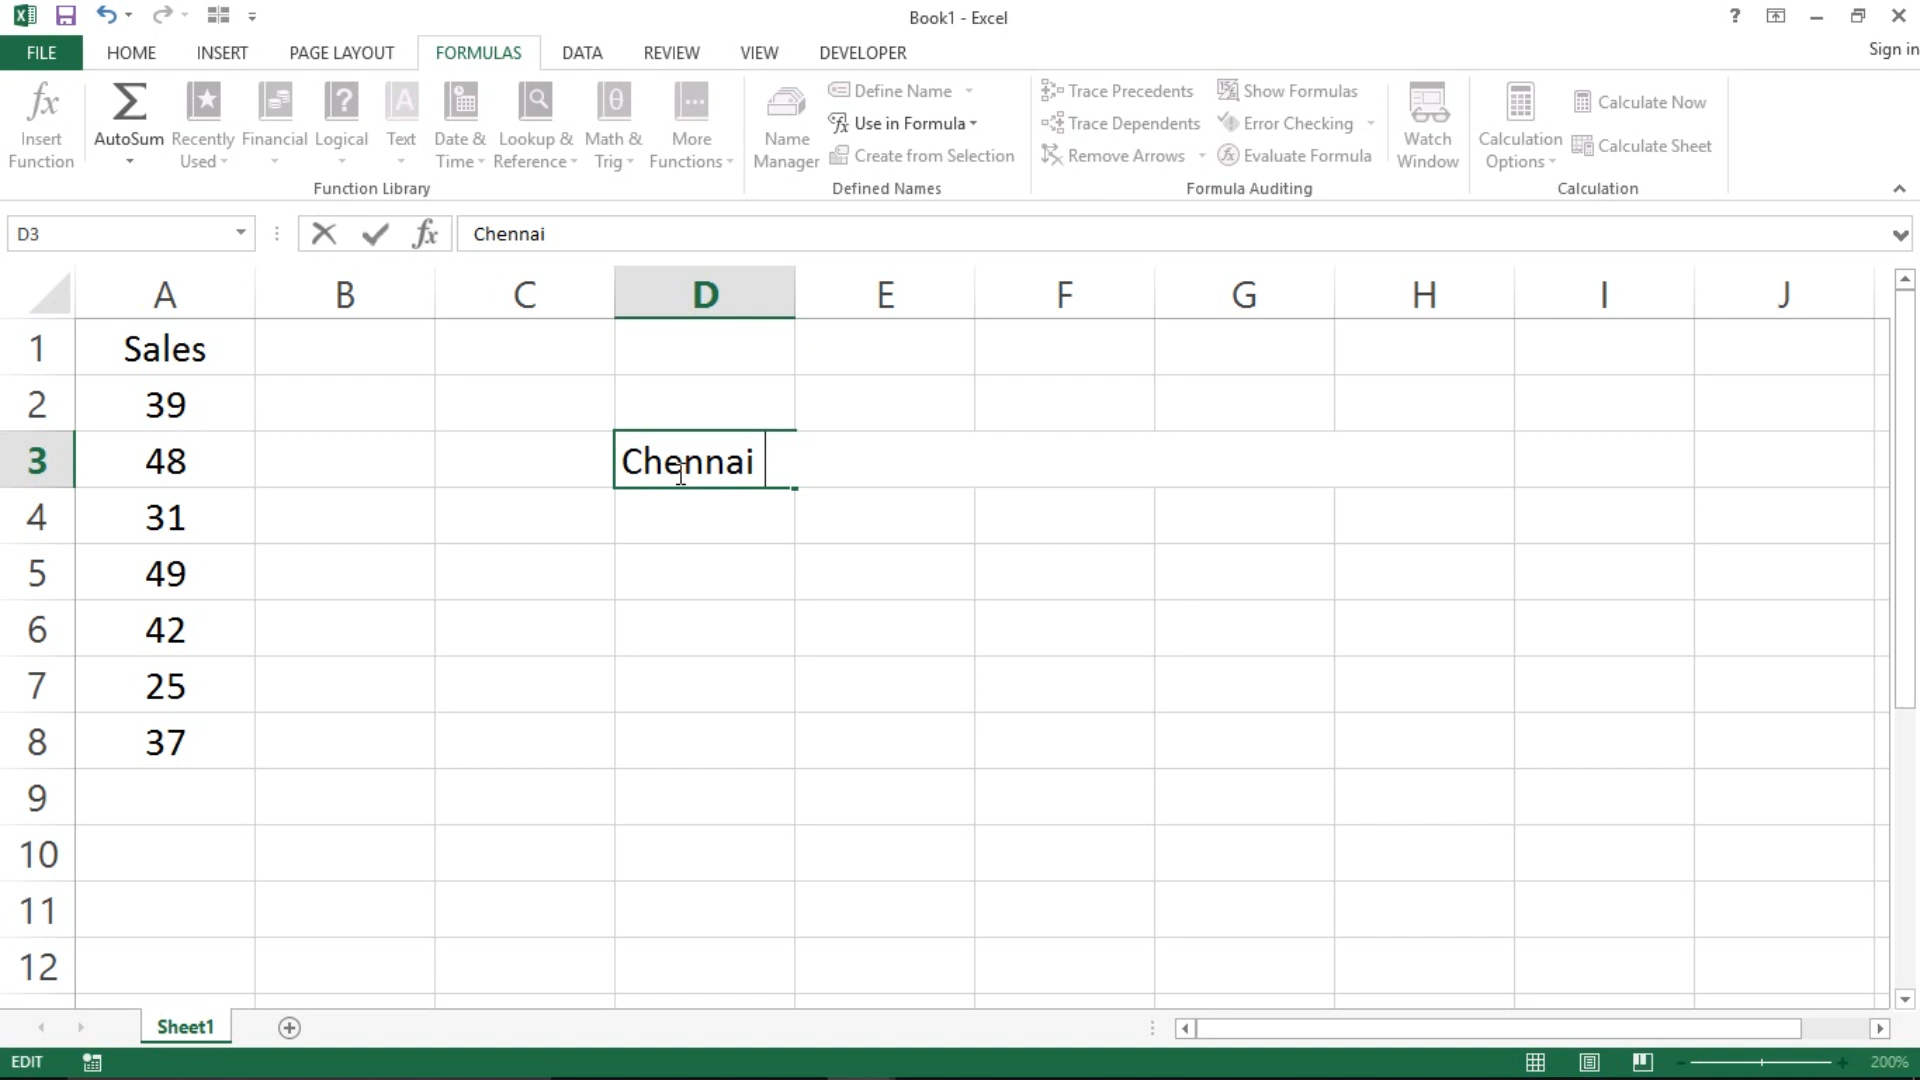 Book1 - Excel
?
Sign in
FILE HOME INSERT PAGE LAYOUT FORMULAS DATA REVIEW VIEW DEVELOPER
Insert Function
AutoSum
Recently Used
Financial
Logical
Text
Date & Time
Lookup & Reference
Math & Trig
More Functions
Function Library
Name Manager
Define Name
Use in Formula
Create from Selection
Defined Names
Trace Precedents
Trace Dependents
Remove Arrows
Show Formulas
Error Checking
Evaluate Formula
Formula Auditing
Watch Window
Calculation Options
Calculate Now
Calculate Sheet
Calculation
D3 fx Chennai
A B C D E F G H I J
1 Sales
2 39
3 48 Chennai
4 31
5 49
6 42
7 25
8 37
9
10
11
12
Sheet1
EDIT 200%